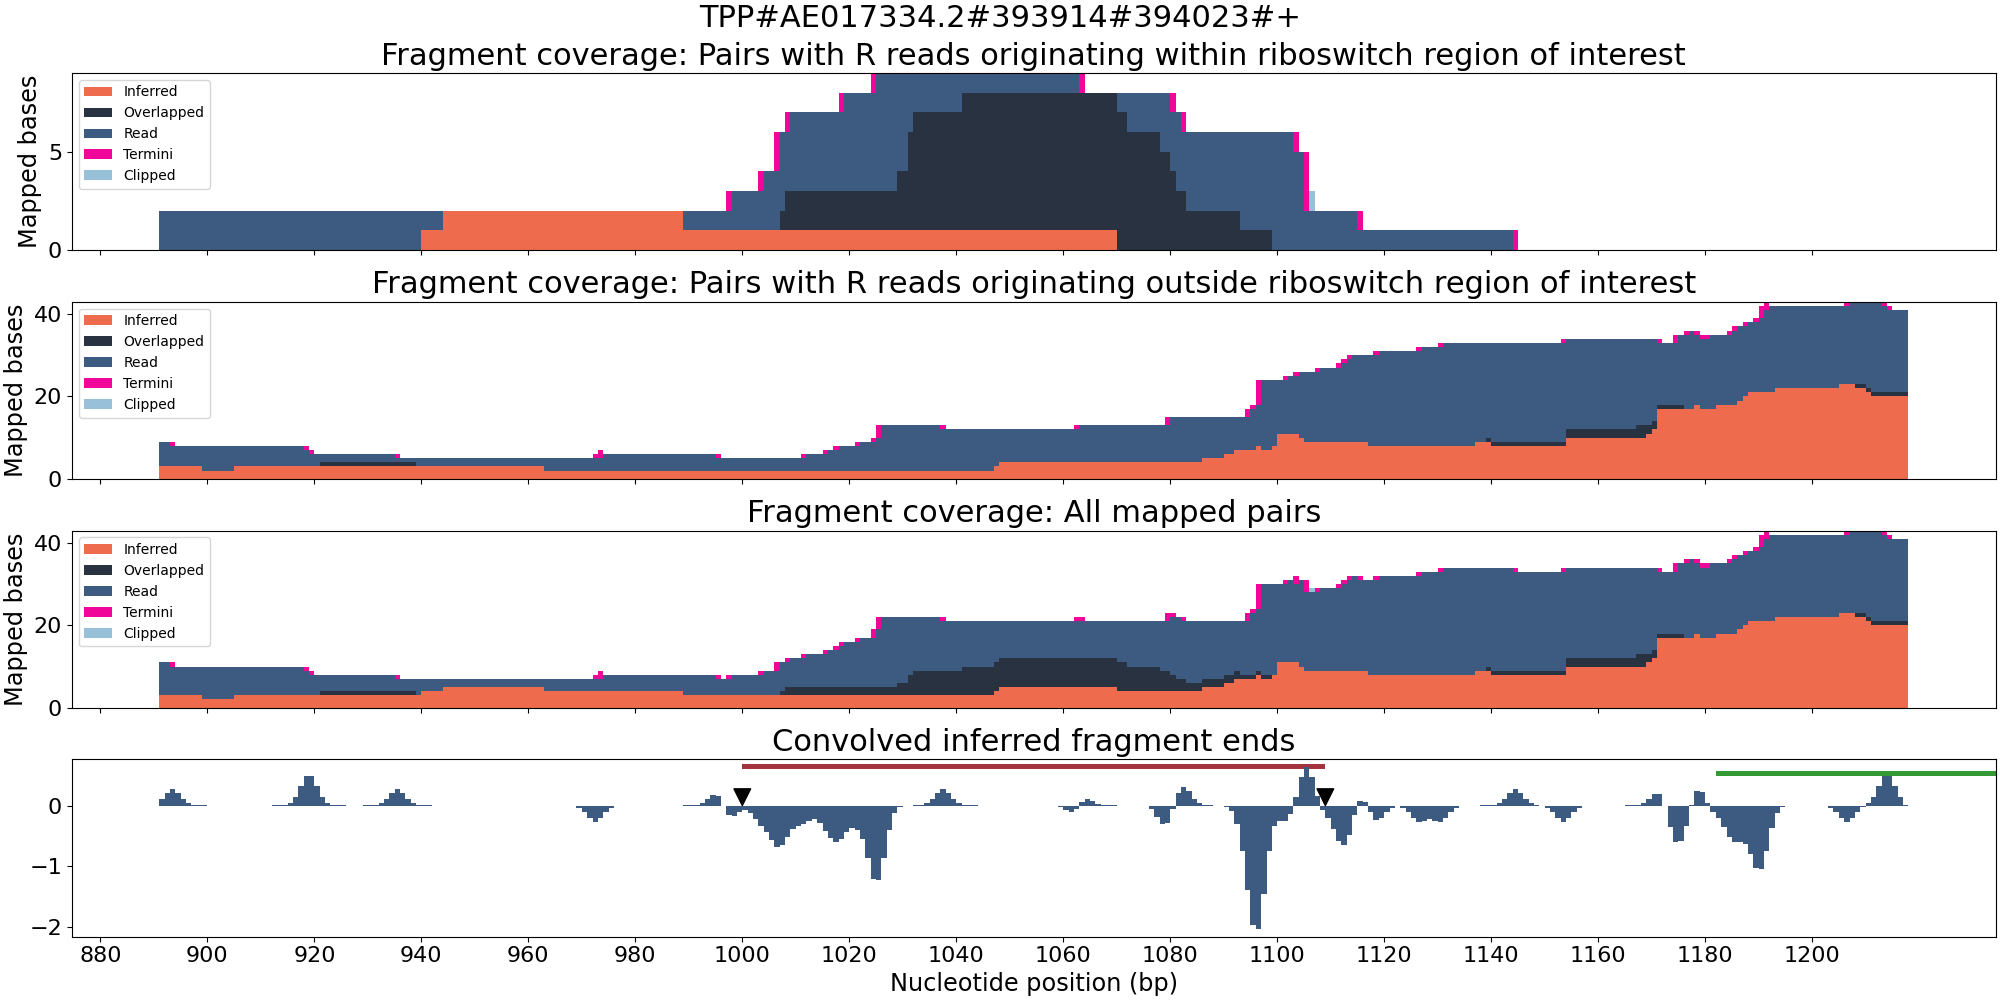 TPP#AE017334.2#393914#394023#+
Fragment coverage: Pairs with R reads originating within riboswitch region of interest
Mapped bases
5
0
Inferred
Overlapped
Read
Termini
Clipped
Fragment coverage: Pairs with R reads originating outside riboswitch region of interest
Mapped bases
40
20
0
Inferred
Overlapped
Read
Termini
Clipped
Fragment coverage: All mapped pairs
Mapped bases
40
20
0
Inferred
Overlapped
Read
Termini
Clipped
Convolved inferred fragment ends
0
−1
−2
880 900 920 940 960 980 1000 1020 1040 1060 1080 1100 1120 1140 1160 1180 1200
Nucleotide position (bp)